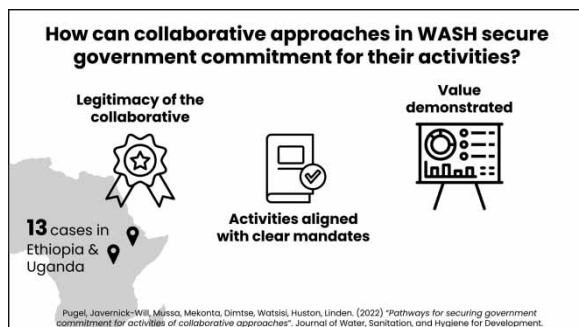 How can collaborative approaches in WASH secure
government commitment for their activities?
Legitimacy of the
collaborative
Value
demonstrated
Activities aligned
with clear mandates
13 cases in
Ethiopia &
Uganda
Pugel, Javernick-Will, Mussa, Mekonta, Dimtse, Watsisi, Huston, Linden. (2022) "Pathways for securing government
commitment for activities of collaborative approaches". Journal of Water, Sanitation, and Hygiene for Development.